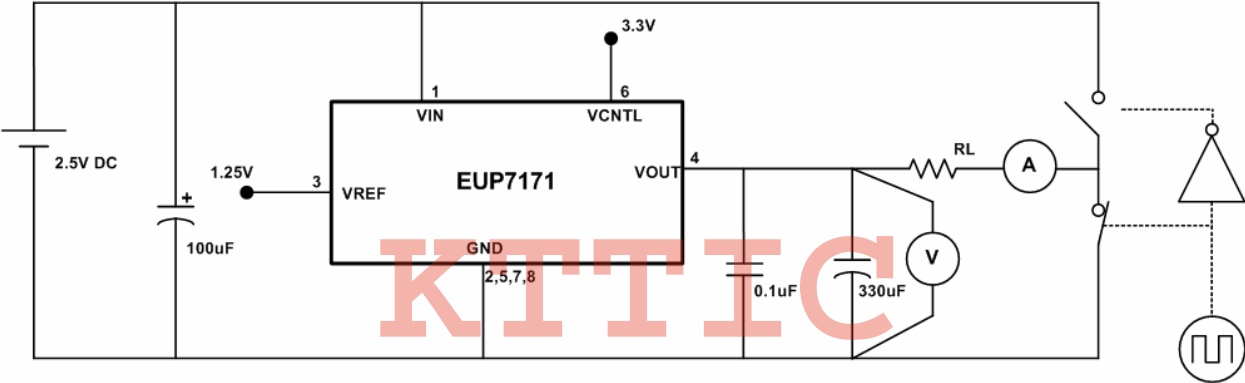 3.3V
1
6
VIN
VCNTL
2.5V DC
1.25V
3
VREF
EUP7171
VOUT
4
RL
A
+
100uF
GND
2,5,7,8
0.1uF
330uF
V
KTTIC